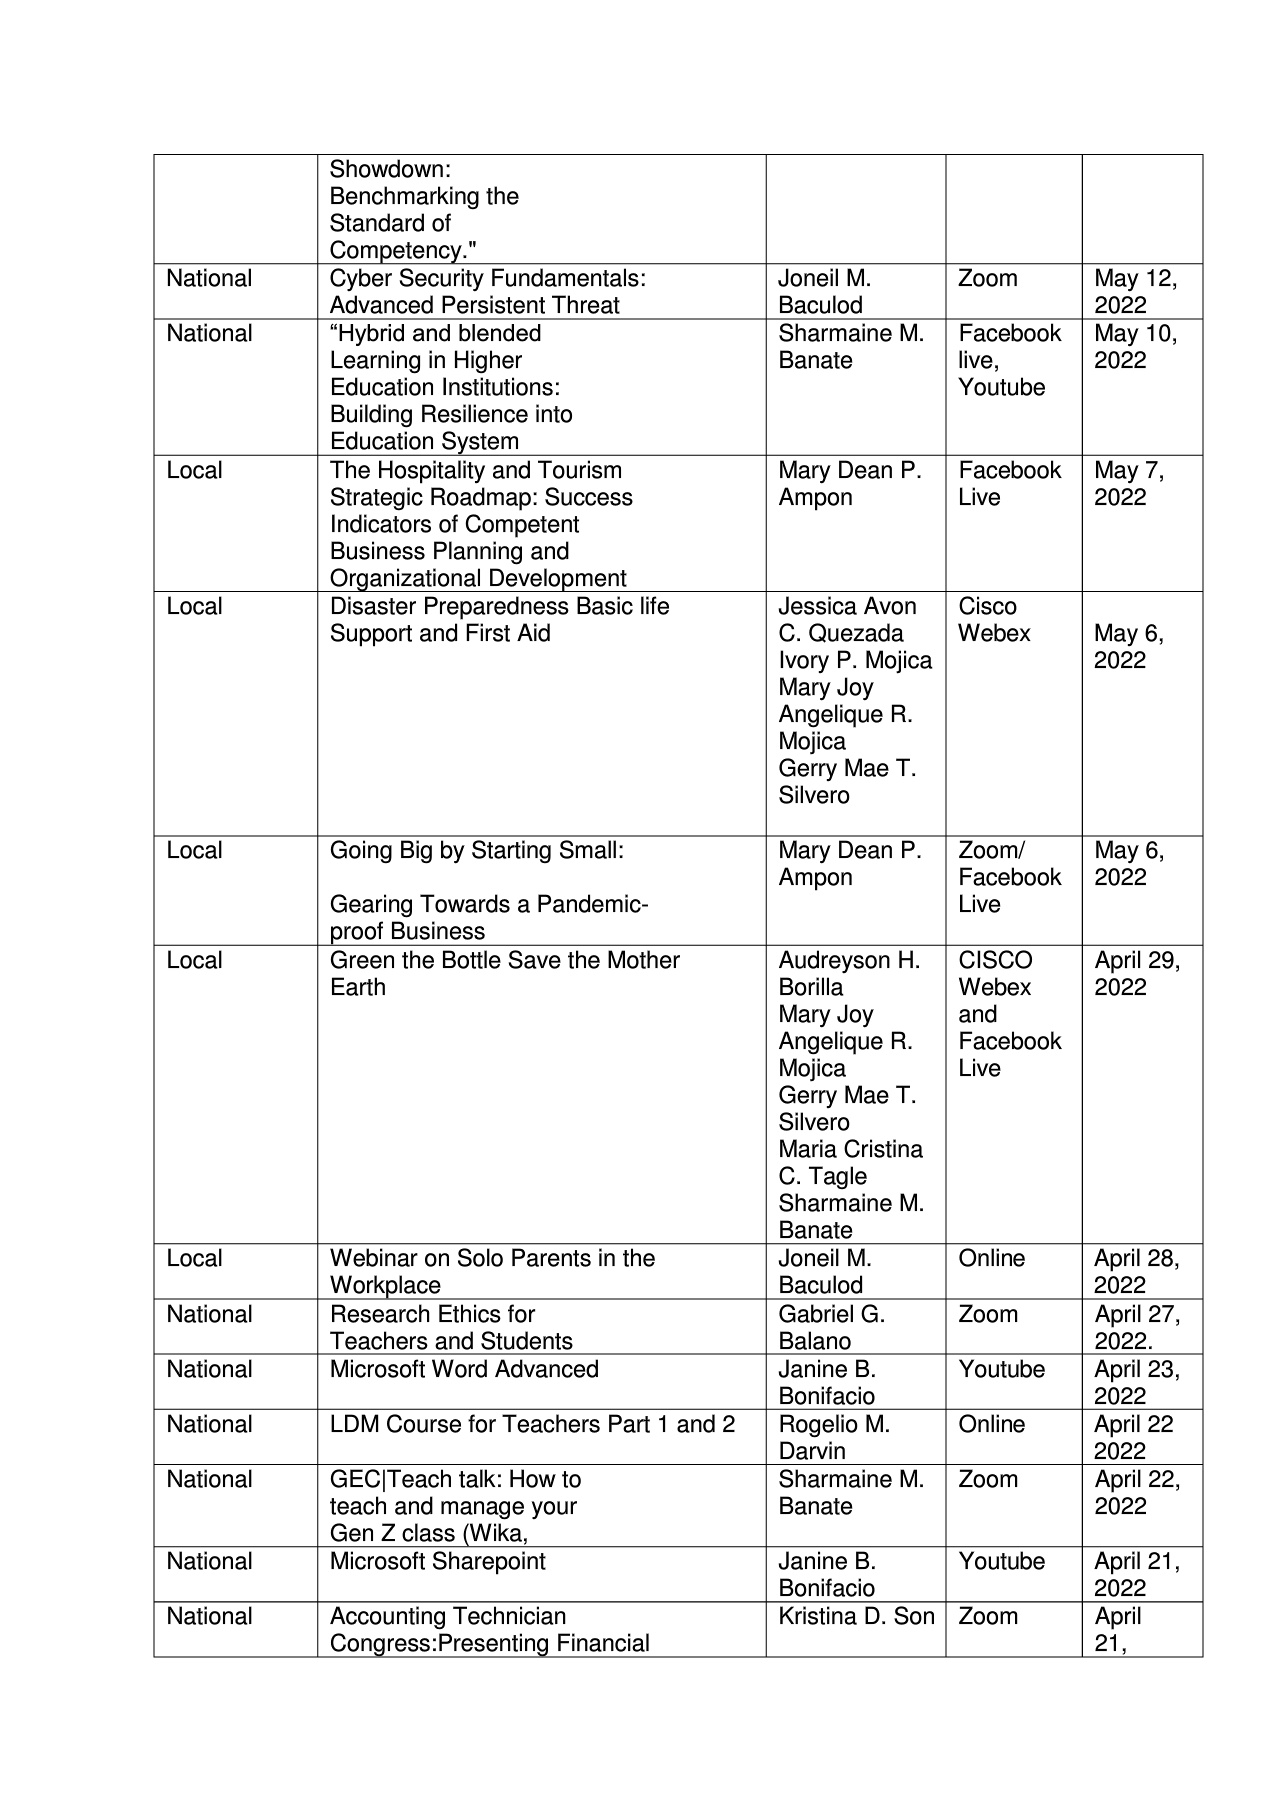 Showdown:
Benchmarking the
Standard of
Competency."
National
Cyber Security Fundamentals:
Advanced Persistent Threat
Joneil M.
Baculod
Zoom
May 12,
2022
National
“Hybrid and blended
Learning in Higher
Education Institutions:
Building Resilience into
Education System
Sharmaine M.
Banate
Facebook
live,
Youtube
May 10,
2022
Local
The Hospitality and Tourism
Strategic Roadmap: Success
Indicators of Competent
Business Planning and
Organizational Development
Mary Dean P.
Ampon
Facebook
Live
May 7,
2022
Local
Disaster Preparedness Basic life
Support and First Aid
Jessica Avon
C. Quezada
Ivory P. Mojica
Mary Joy
Angelique R.
Mojica
Gerry Mae T.
Silvero
Cisco
Webex
May 6,
2022
Local
Going Big by Starting Small:
Gearing Towards a Pandemic-
proof Business
Mary Dean P.
Ampon
Zoom/
Facebook
Live
May 6,
2022
Local
Green the Bottle Save the Mother
Earth
Audreyson H.
Borilla
Mary Joy
Angelique R.
Mojica
Gerry Mae T.
Silvero
Maria Cristina
C. Tagle
Sharmaine M.
Banate
CISCO
Webex
and
Facebook
Live
April 29,
2022
Local
Webinar on Solo Parents in the
Workplace
Joneil M.
Baculod
Online
April 28,
2022
National
Research Ethics for
Teachers and Students
Gabriel G.
Balano
Zoom
April 27,
2022.
National
Microsoft Word Advanced
Janine B.
Bonifacio
Youtube
April 23,
2022
National
LDM Course for Teachers Part 1 and 2
Rogelio M.
Darvin
Online
April 22
2022
National
GEC|Teach talk: How to
teach and manage your
Gen Z class (Wika,
Sharmaine M.
Banate
Zoom
April 22,
2022
National
Microsoft Sharepoint
Janine B.
Bonifacio
Youtube
April 21,
2022
National
Accounting Technician
Congress:Presenting Financial
Kristina D. Son
Zoom
April
21,